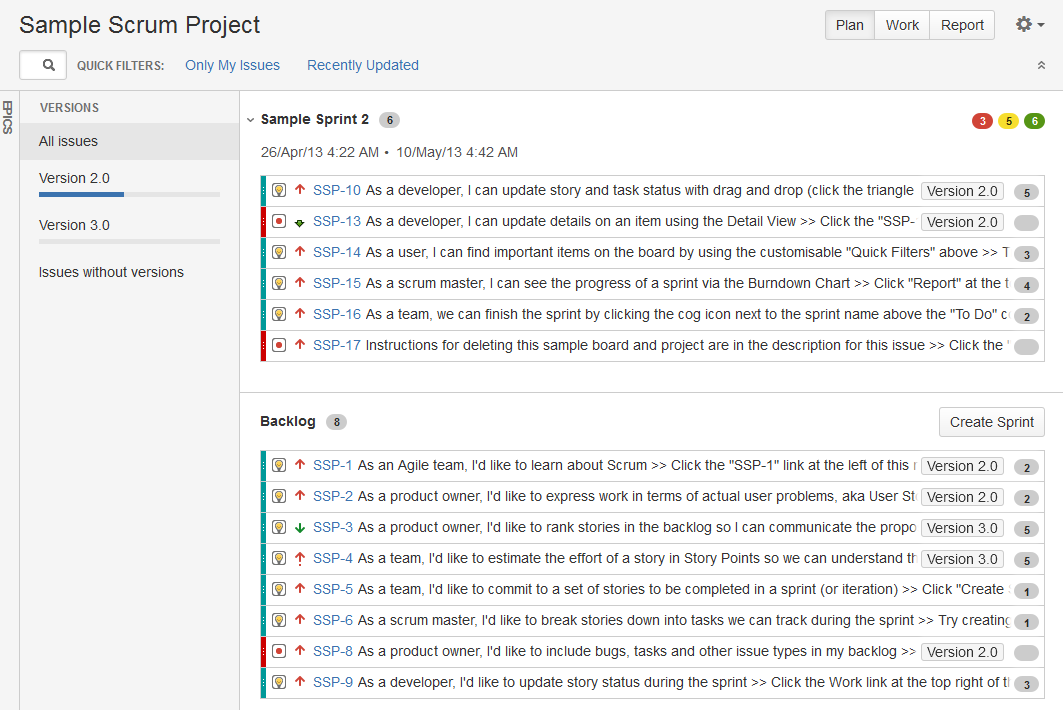 Sample Scrum Project
Plan Work Report
QUICK FILTERS: Only My Issues Recently Updated
EPICS
VERSIONS
All issues
Version 2.0
Version 3.0
Issues without versions
Sample Sprint 2 6
3 5 6
26/Apr/13 4:22 AM • 10/May/13 4:42 AM
SSP-10 As a developer, I can update story and task status with drag and drop (click the triangle Version 2.0 5
SSP-13 As a developer, I can update details on an item using the Detail View >> Click the "SSP- Version 2.0
SSP-14 As a user, I can find important items on the board by using the customisable "Quick Filters" above >> T 3
SSP-15 As a scrum master, I can see the progress of a sprint via the Burndown Chart >> Click "Report" at the t 4
SSP-16 As a team, we can finish the sprint by clicking the cog icon next to the sprint name above the "To Do" c 2
SSP-17 Instructions for deleting this sample board and project are in the description for this issue >> Click the "
Backlog 8
Create Sprint
SSP-1 As an Agile team, I'd like to learn about Scrum >> Click the "SSP-1" link at the left of this r Version 2.0 2
SSP-2 As a product owner, I'd like to express work in terms of actual user problems, aka User St Version 2.0 2
SSP-3 As a product owner, I'd like to rank stories in the backlog so I can communicate the propo Version 3.0 5
SSP-4 As a team, I'd like to estimate the effort of a story in Story Points so we can understand th Version 3.0 5
SSP-5 As a team, I'd like to commit to a set of stories to be completed in a sprint (or iteration) >> Click "Create 1
SSP-6 As a scrum master, I'd like to break stories down into tasks we can track during the sprint >> Try creating 1
SSP-8 As a product owner, I'd like to include bugs, tasks and other issue types in my backlog >> Version 2.0
SSP-9 As a developer, I'd like to update story status during the sprint >> Click the Work link at the top right of th 3